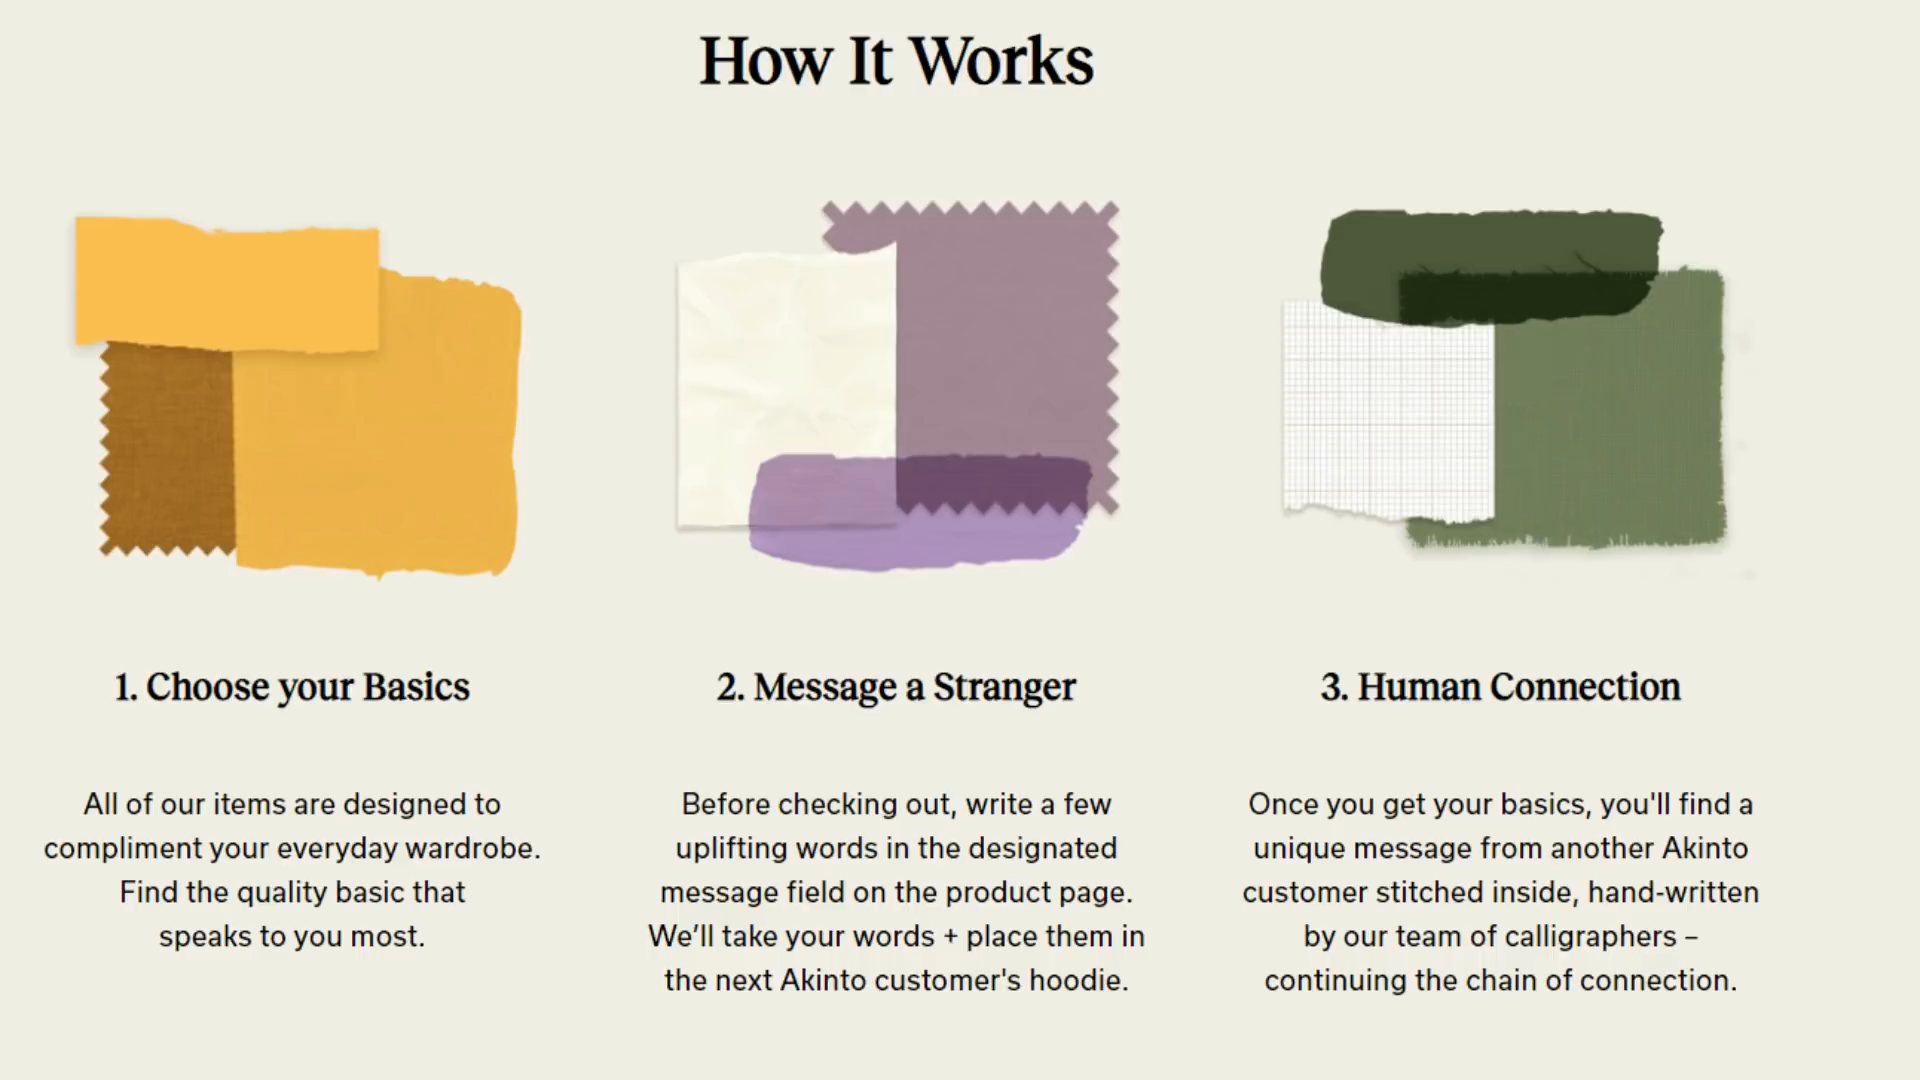 How It Works
1. Choose your Basics
All of our items are designed to
compliment your everyday wardrobe.
Find the quality basic that
speaks to you most.
2. Message a Stranger
Before checking out, write a few
uplifting words in the designated
message field on the product page.
We’ll take your words + place them in
the next Akinto customer's hoodie.
3. Human Connection
Once you get your basics, you'll find a
unique message from another Akinto
customer stitched inside, hand-written
by our team of calligraphers –
continuing the chain of connection.